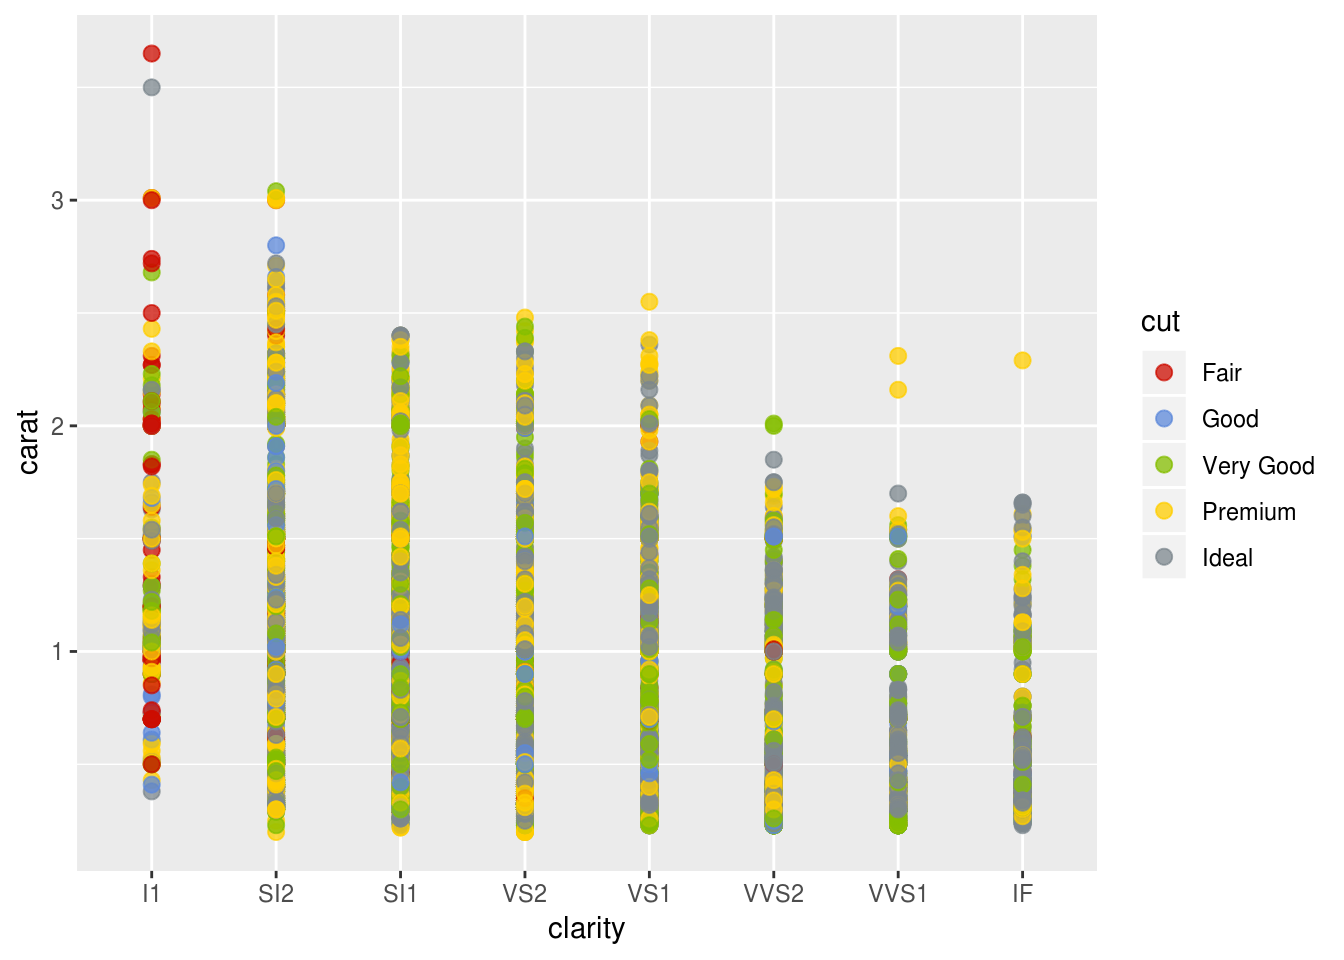 3
2
1
carat
I1 SI2 SI1 VS2 VS1 VVS2 VVS1 IF
clarity
cut
Fair
Good
Very Good
Premium
Ideal